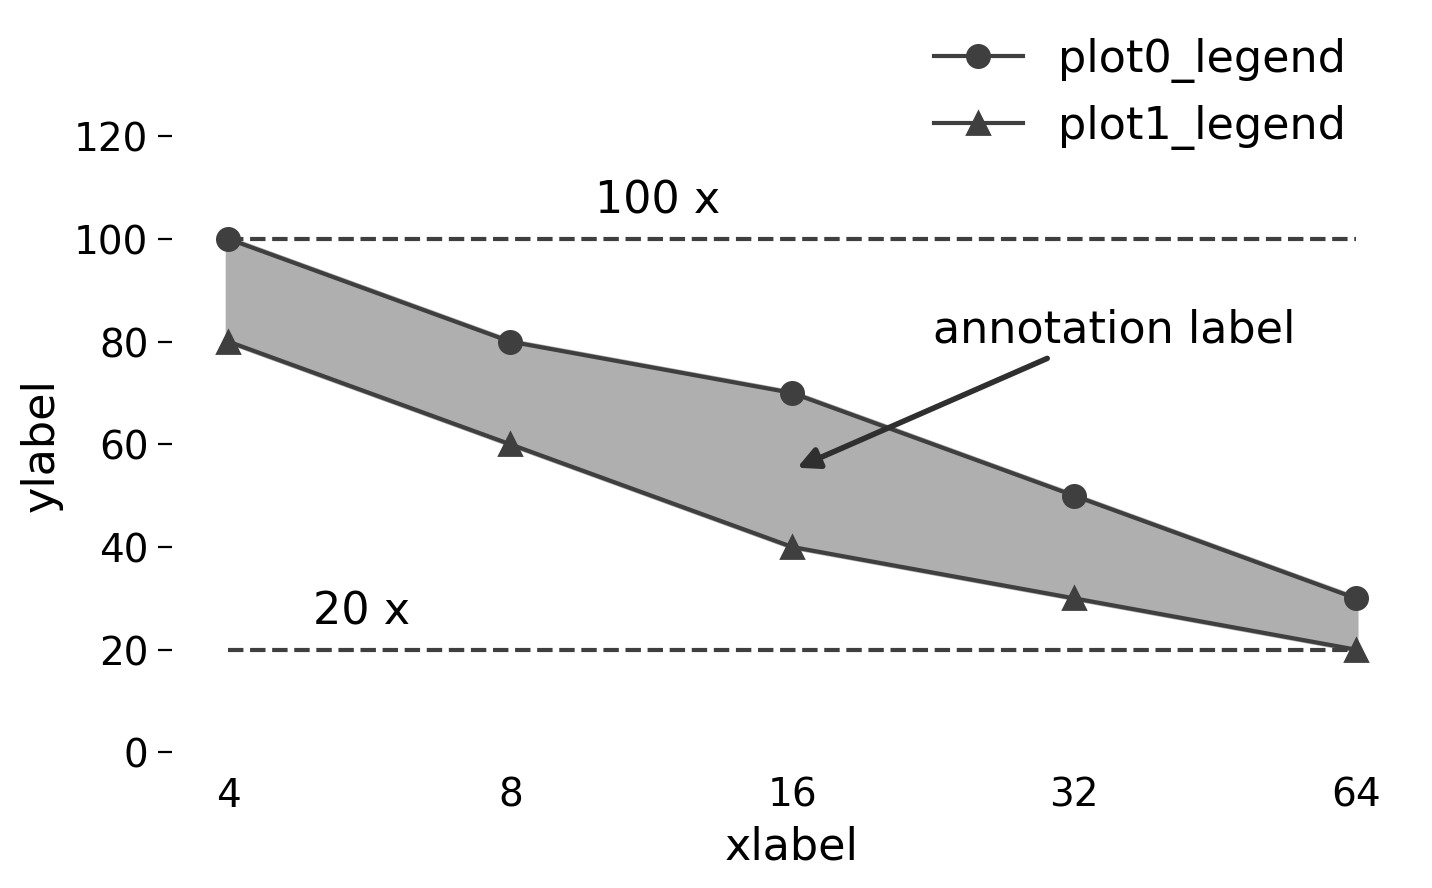 plot0_legend
plot1_legend
120
100 x
100
annotation label
80
60
ylabel
40
20 x
20
0
4 8 16 32 64
xlabel